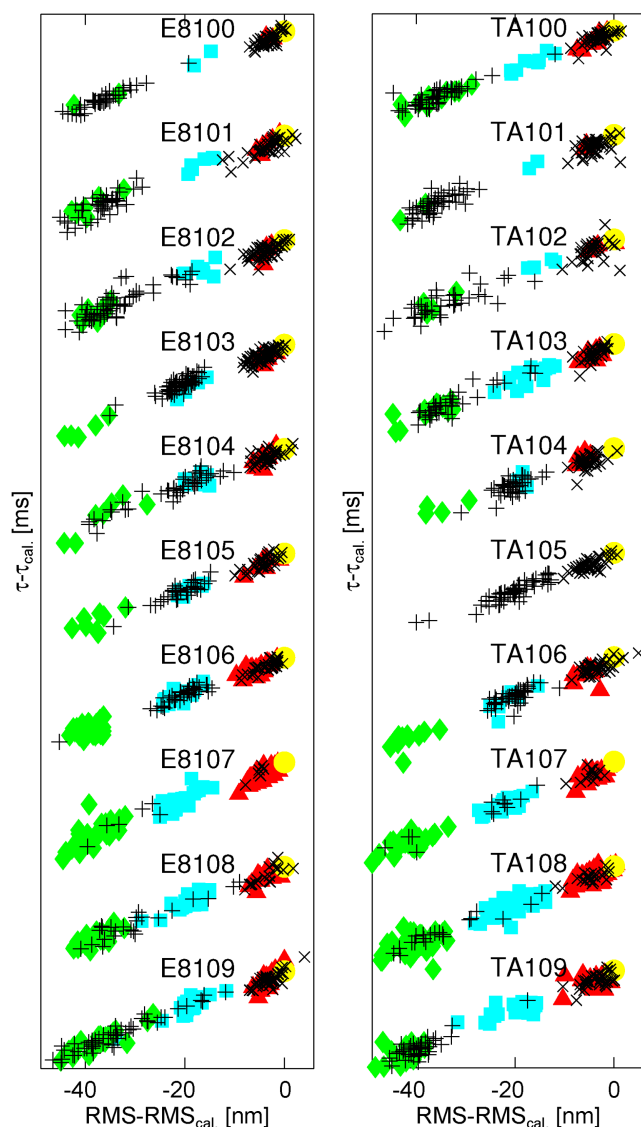 E8100
E8101
E8102
E8103
E8104
E8105
E8106
E8107
E8108
E8109
τ-τcal. [ms]
-40 -20 0
RMS-RMScal. [nm]
TA100
TA101
TA102
TA103
TA104
TA105
TA106
TA107
TA108
TA109
τ-τcal. [ms]
-40 -20 0
RMS-RMScal. [nm]